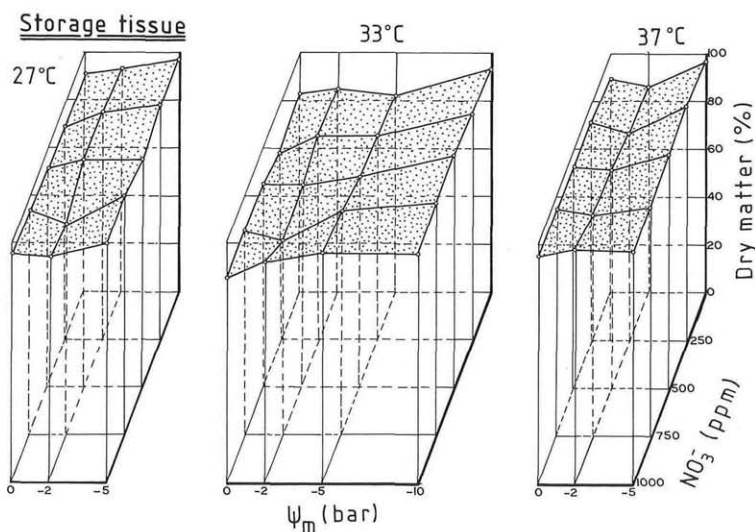 Storage tissue
27°C
33°C
37°C
100
80
60
40
20
0
Dry matter (%)
250
500
750
1000
NO₃⁻ (ppm)
0 -2 -5
0 -2 -5 -10
0 -2 -5
Ψm (bar)